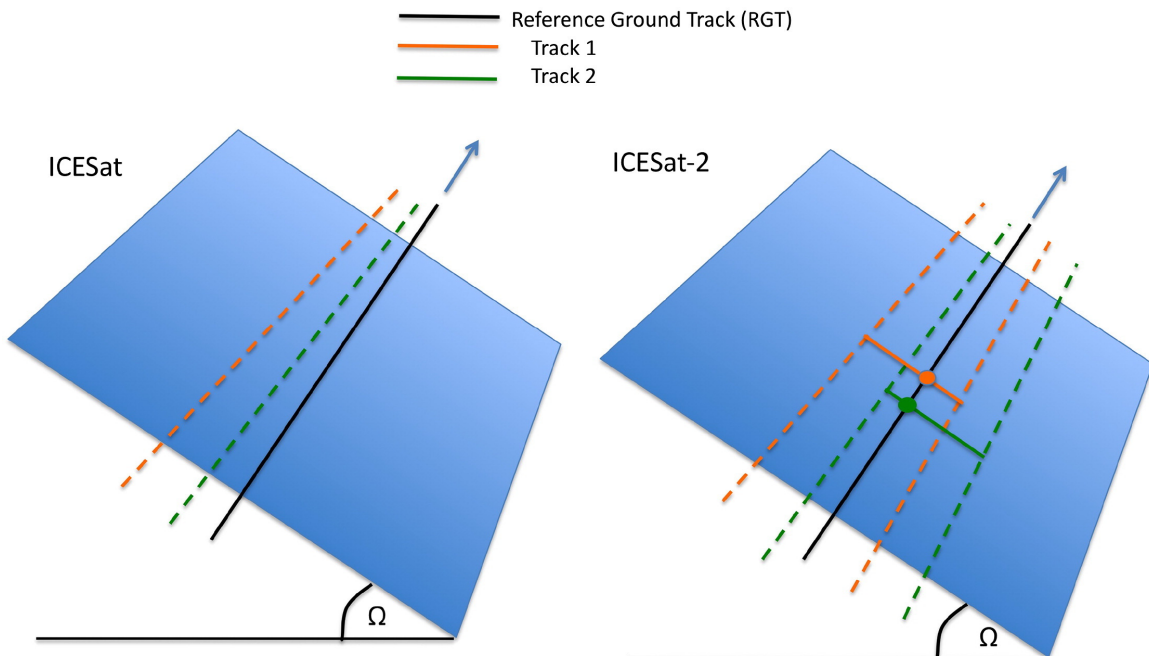 Reference Ground Track (RGT)
Track 1
Track 2
ICESat
ICESat-2
Ω
Ω